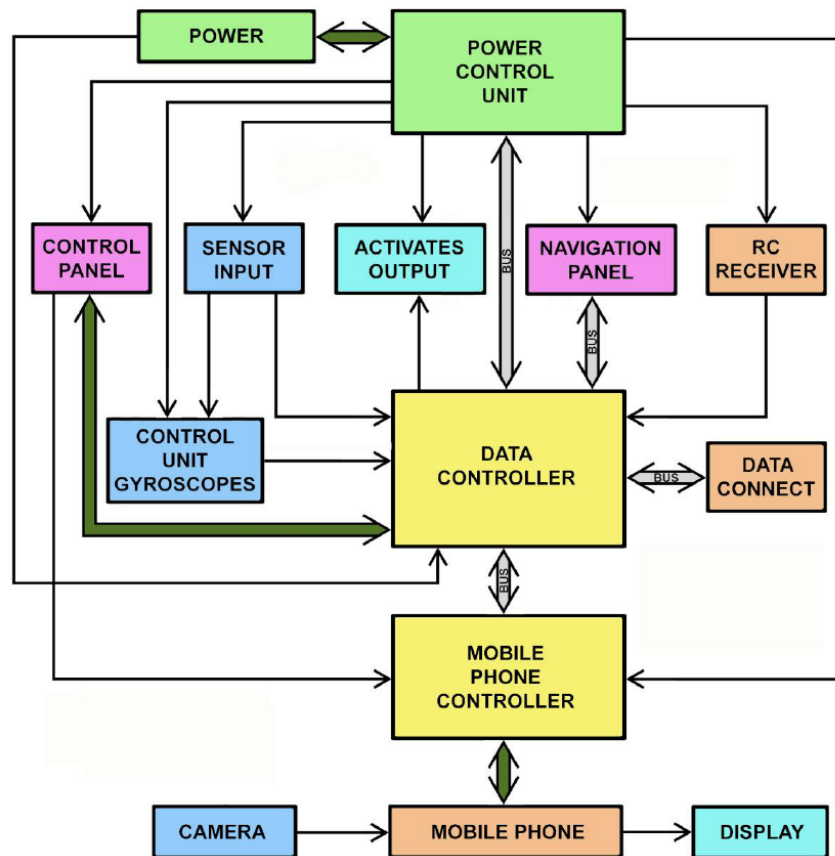 POWER
POWER
CONTROL
UNIT
CONTROL
PANEL
SENSOR
INPUT
ACTIVATES
OUTPUT
BUS
NAVIGATION
PANEL
RC
RECEIVER
BUS
CONTROL
UNIT
GYROSCOPES
DATA
CONTROLLER
BUS
DATA
CONNECT
BUS
MOBILE
PHONE
CONTROLLER
CAMERA
MOBILE PHONE
DISPLAY